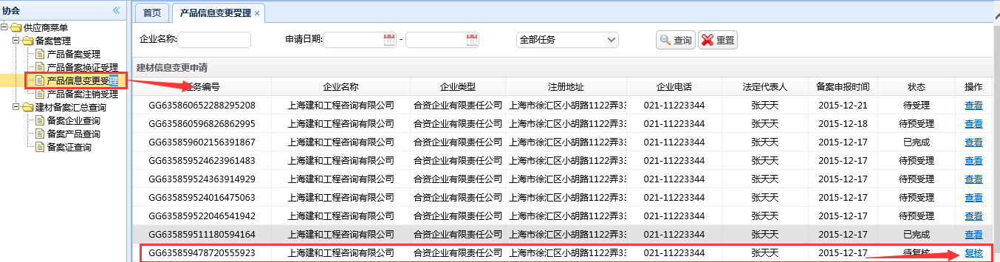 协会
供应商菜单
备案管理
产品备案受理
产品备案换证受理
产品信息变更受理
产品备案注销受理
建材备案汇总查询
备案企业查询
备案产品查询
备案证查询
首页 产品信息变更受理
企业名称: 申请日期: - 全部任务 查询 重置
建材信息变更申请
任务编号 企业名称 企业类型 注册地址 企业电话 法定代表人 备案申报时间 状态 操作
GG635860652288295208 上海建和工程咨询有限公司 合资企业有限责任公司 上海市徐汇区小胡路1122弄33 021-11223344 张天天 2015-12-21 待受理 查看
GG635860596826862995 上海建和工程咨询有限公司 合资企业有限责任公司 上海市徐汇区小胡路1122弄33 021-11223344 张天天 2015-12-18 待预受理 查看
GG635859602156391867 上海建和工程咨询有限公司 合资企业有限责任公司 上海市徐汇区小胡路1122弄33 021-11223344 张天天 2015-12-17 已完成 查看
GG635859524623961483 上海建和工程咨询有限公司 合资企业有限责任公司 上海市徐汇区小胡路1122弄33 021-11223344 张天天 2015-12-17 待预受理 查看
GG635859524363914929 上海建和工程咨询有限公司 合资企业有限责任公司 上海市徐汇区小胡路1122弄33 021-11223344 张天天 2015-12-17 待预受理 查看
GG635859524016475063 上海建和工程咨询有限公司 合资企业有限责任公司 上海市徐汇区小胡路1122弄33 021-11223344 张天天 2015-12-17 待预受理 查看
GG635859522046541942 上海建和工程咨询有限公司 合资企业有限责任公司 上海市徐汇区小胡路1122弄33 021-11223344 张天天 2015-12-17 待预受理 查看
GG635859511180594164 上海建和工程咨询有限公司 合资企业有限责任公司 上海市徐汇区小胡路1122弄33 021-11223344 张天天 2015-12-17 已完成 查看
GG635859478720555923 上海建和工程咨询有限公司 合资企业有限责任公司 上海市徐汇区小胡路1122弄33 021-11223344 张天天 2015-12-17 待复核 复核